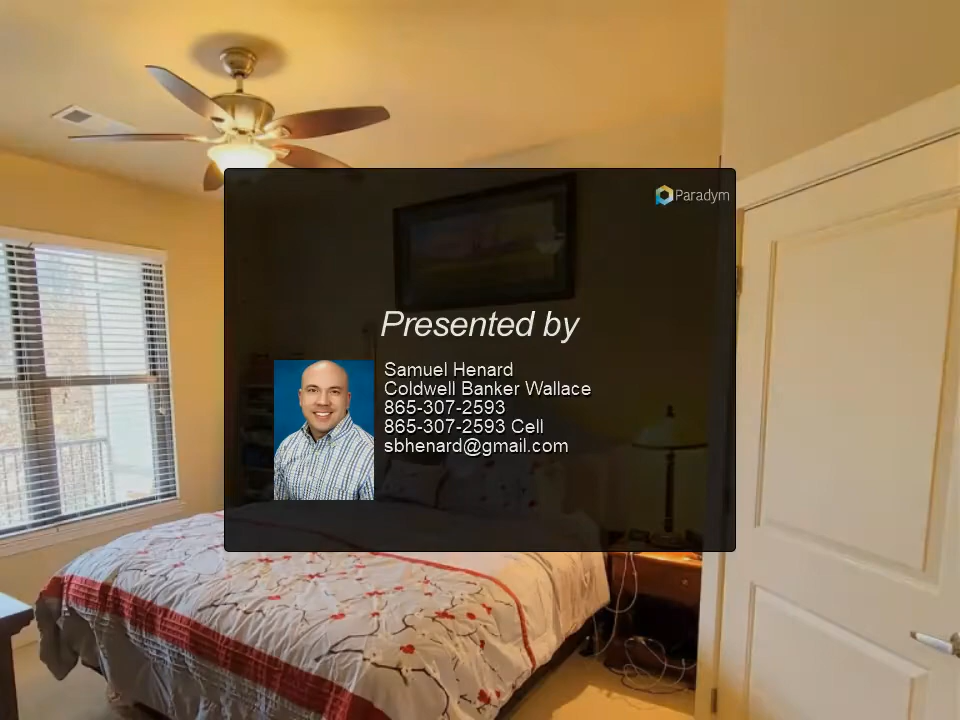 Paradym
Presented by
Samuel Henard
Coldwell Banker Wallace
865-307-2593
865-307-2593 Cell
sbhenard@gmail.com